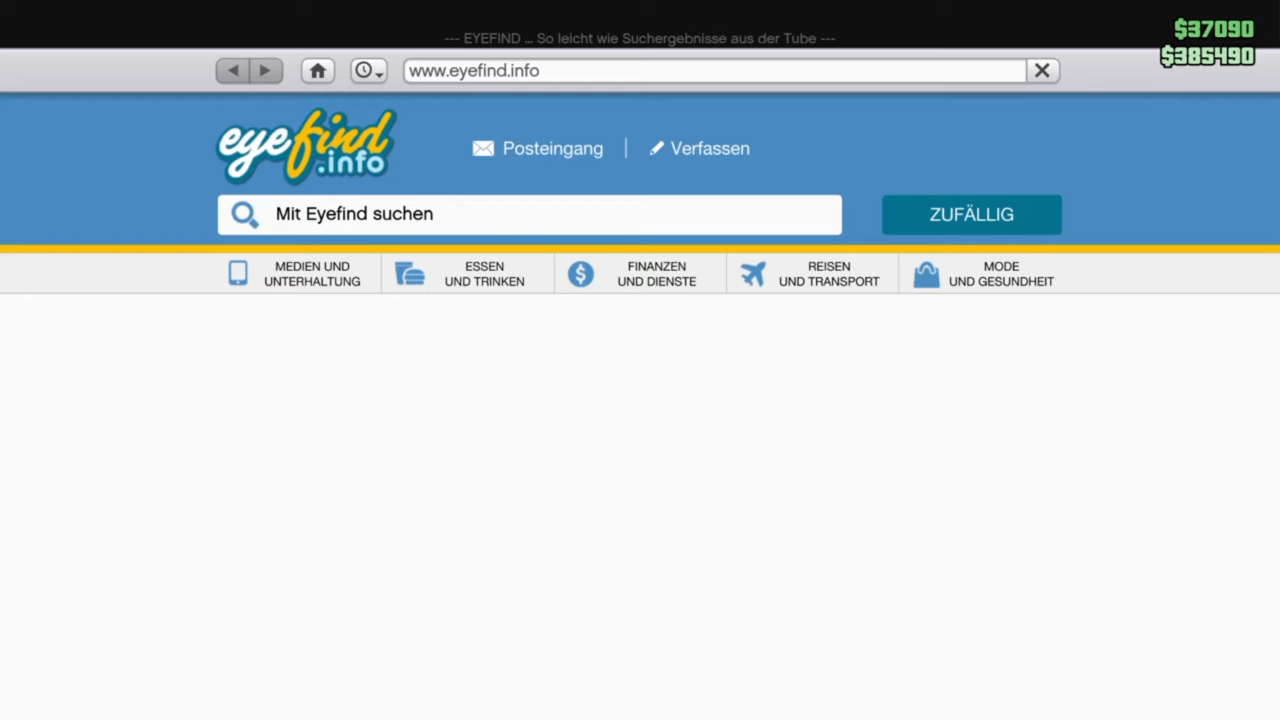 $37090
--- EYEFIND ... So leicht wie Suchergebnisse aus der Tube ---
$385490
www.eyefind.info
eyefind.info
Posteingang
Verfassen
Mit Eyefind suchen
ZUFÄLLIG
MEDIEN UND
UNTERHALTUNG
ESSEN
UND TRINKEN
FINANZEN
UND DIENSTE
REISEN
UND TRANSPORT
MODE
UND GESUNDHEIT